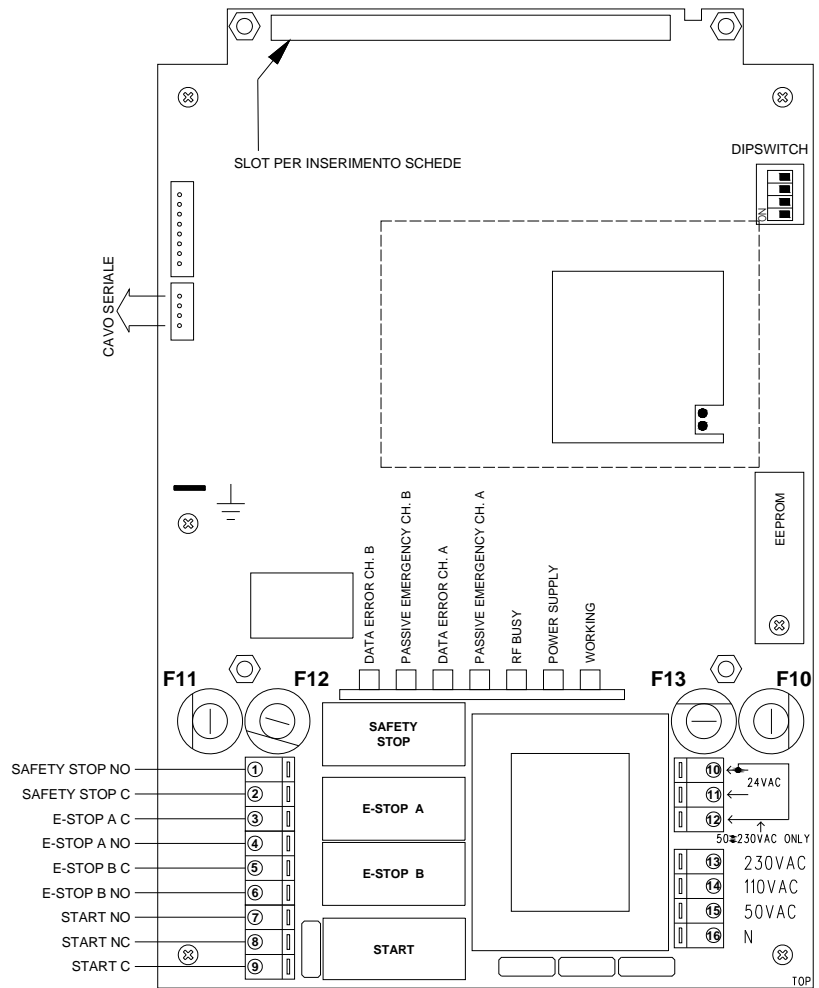 SLOT PER INSERIMENTO SCHEDE
DIPSWITCH
ON
CAVO SERIALE
EEPROM
DATA ERROR CH. B
PASSIVE EMERGENCY CH. B
DATA ERROR CH. A
PASSIVE EMERGENCY CH. A
RF BUSY
POWER SUPPLY
WORKING
F11
F12
F13
F10
SAFETY
STOP
E-STOP A
E-STOP B
START
SAFETY STOP NO 1
SAFETY STOP C 2
E-STOP A C 3
E-STOP A NO 4
E-STOP B C 5
E-STOP B NO 6
START NO 7
START NC 8
START C 9
10
24VAC
11
12
50÷230VAC ONLY
13 230VAC
14 110VAC
15 50VAC
16 N
TOP